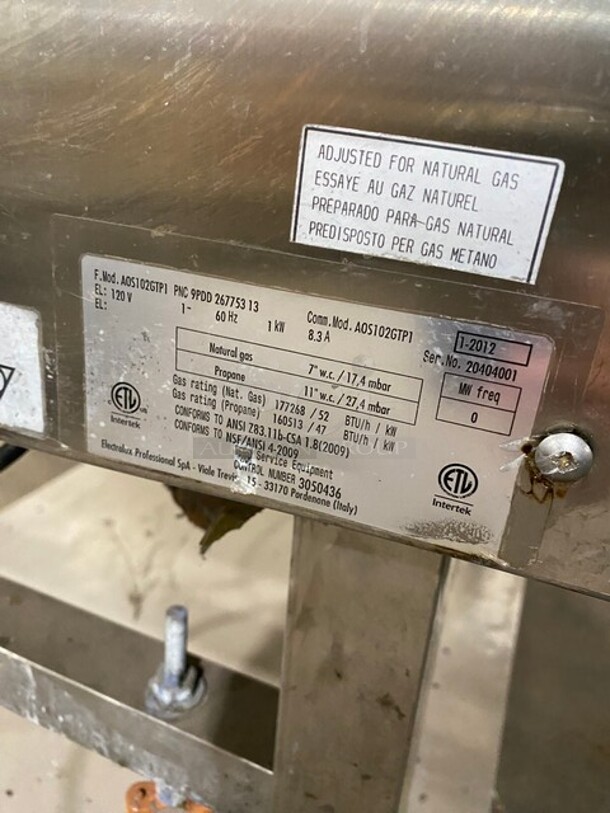 ADJUSTED FOR NATURAL GAS
ESSAYE AU GAZ NATUREL
PREPARADO PARA GAS NATURAL
PREDISPOSTO PER GAS METANO
F.Mod. AOS102GTP1 PNC 9PDD 267753 13 Comm.Mod. AOS102GTP1
EL: 120 V 1~ 60 Hz 1 kW 8.3 A
EL:
1-2012
Ser.No. 20404001
Natural gas 7" w.c. / 17,4 mbar
Propane 11" w.c. / 27,4 mbar
MW freq
0
Gas rating (Nat. Gas) 177268 / 52 BTU/h / kW
Gas rating (Propane) 160513 / 47 BTU/h / kW
CONFORMS TO ANSI Z83.11b-CSA 1.8(2009)
CONFORMS TO NSF/ANSI 4-2009
Service Equipment
CONTROL NUMBER 3050436
Electrolux Professional SpA - Viale Treviso 15 - 33170 Pordenone (Italy)
ETL US
Intertek
ETL
Intertek
GROUP